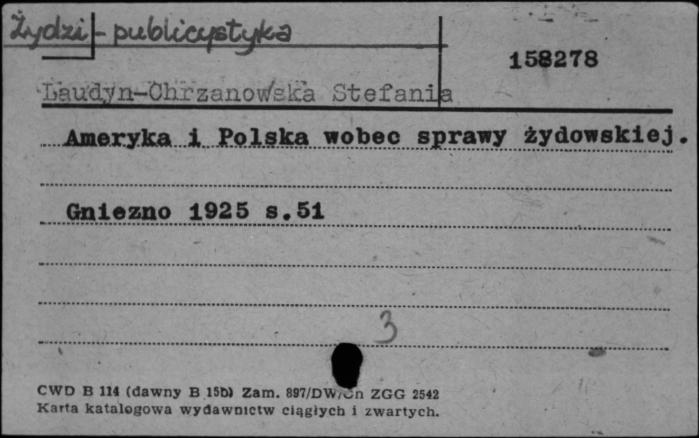 Żydzi - publicystyka
158278
Laudyn-Chrzanowska Stefania
Ameryka i Polska wobec sprawy żydowskiej.
Gniezno 1925 s.51
3
CWD B 114 (dawny B 15b) Zam. 897/DW/Gn ZGG 2542
Karta katalogowa wydawnictw ciągłych i zwartych.